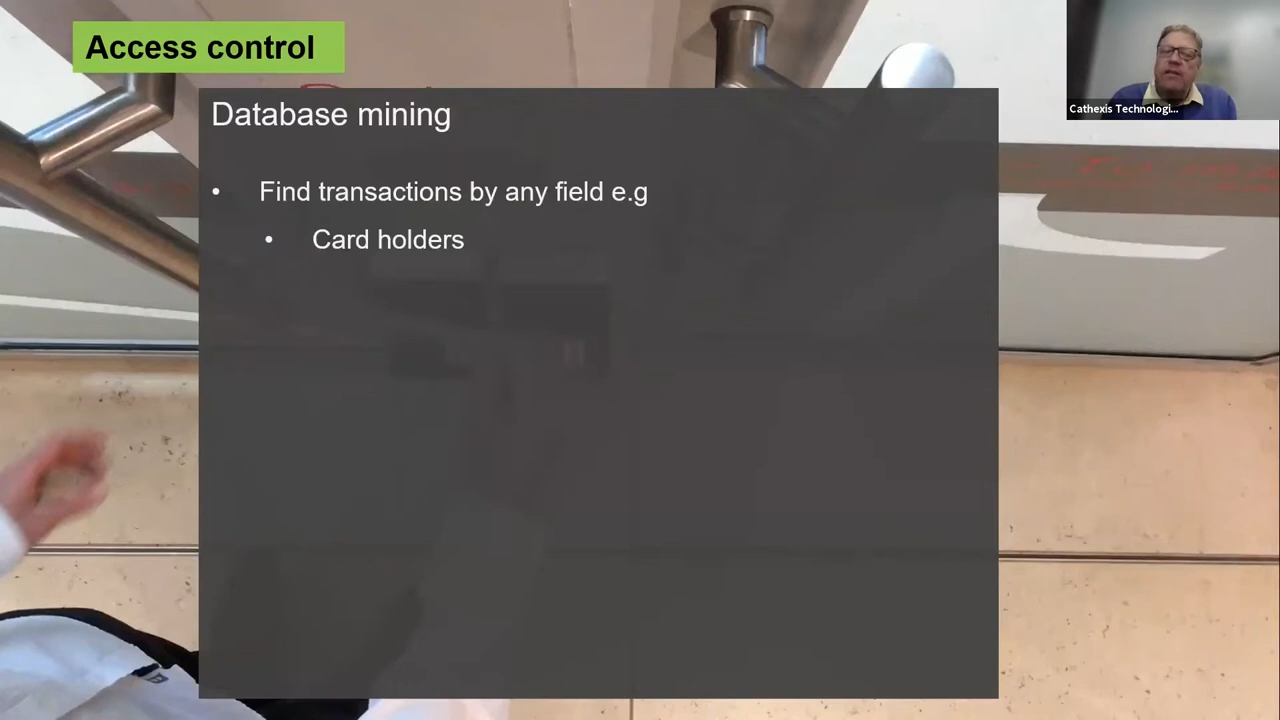 Access control
Cathexis Technologi...
Database mining
• Find transactions by any field e.g
• Card holders